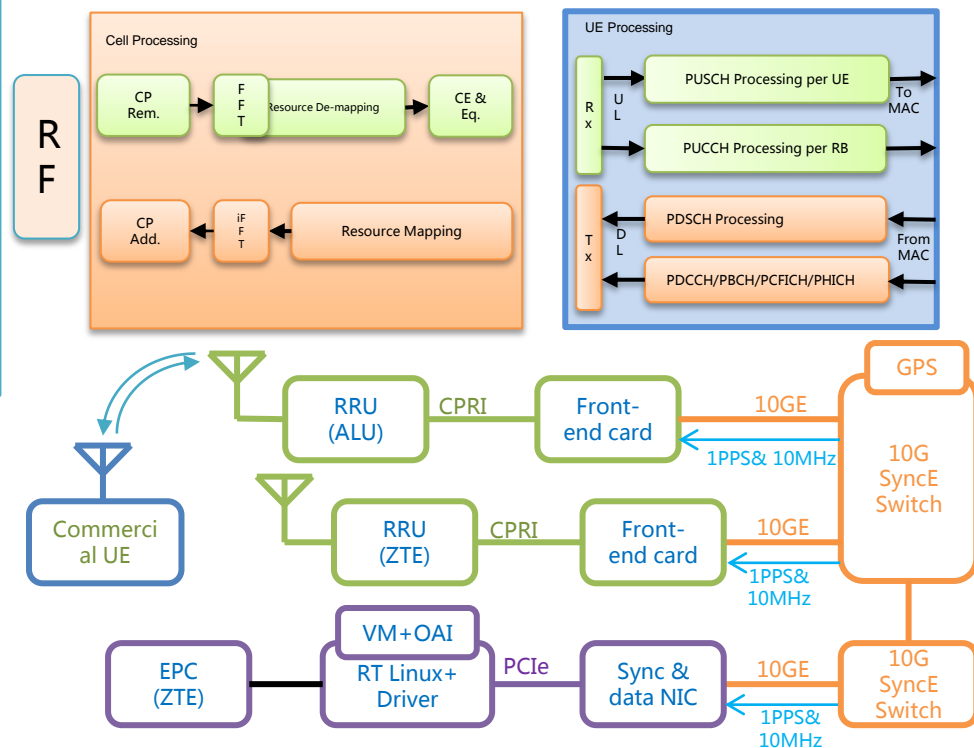 Cell Processing
CP
Rem.
F
F
T
Resource De-mapping
CE &
Eq.
R
F
CP
Add.
iF
F
T
Resource Mapping
UE Processing
R
x
U
L
PUSCH Processing per UE
To
MAC
PUCCH Processing per RB
T
x
D
L
PDSCH Processing
From
MAC
PDCCH/PBCH/PCFICH/PHICH
GPS
RRU
(ALU)
CPRI
Front-
end card
10GE
1PPS& 10MHz
10G
SyncE
Switch
Commerci
al UE
RRU
(ZTE)
CPRI
Front-
end card
10GE
1PPS&
10MHz
EPC
(ZTE)
VM+OAI
RT Linux+
Driver
PCIe
Sync &
data NIC
10GE
1PPS&
10MHz
10G
SyncE
Switch